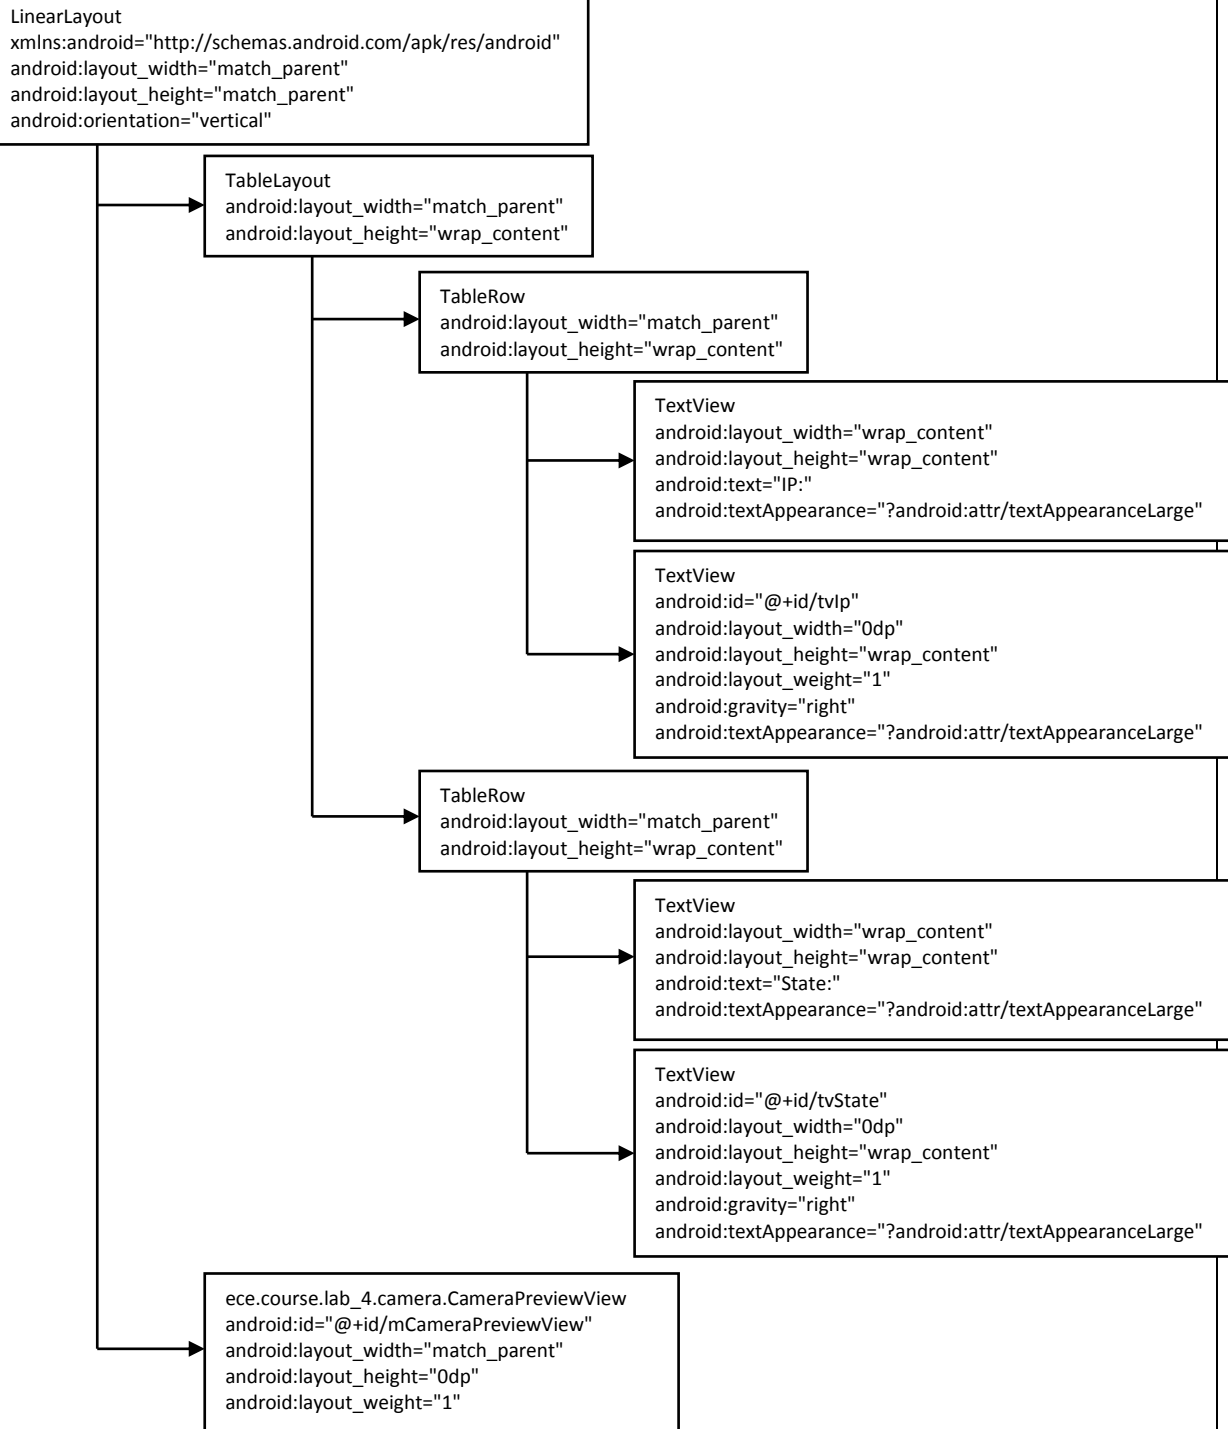 LinearLayout
xmlns:android="http://schemas.android.com/apk/res/android"
android:layout_width="match_parent"
android:layout_height="match_parent"
android:orientation="vertical"
TableLayout
android:layout_width="match_parent"
android:layout_height="wrap_content"
TableRow
android:layout_width="match_parent"
android:layout_height="wrap_content"
TextView
android:layout_width="wrap_content"
android:layout_height="wrap_content"
android:text="IP:"
android:textAppearance="?android:attr/textAppearanceLarge"
TextView
android:id="@+id/tvIp"
android:layout_width="0dp"
android:layout_height="wrap_content"
android:layout_weight="1"
android:gravity="right"
android:textAppearance="?android:attr/textAppearanceLarge"
TableRow
android:layout_width="match_parent"
android:layout_height="wrap_content"
TextView
android:layout_width="wrap_content"
android:layout_height="wrap_content"
android:text="State:"
android:textAppearance="?android:attr/textAppearanceLarge"
TextView
android:id="@+id/tvState"
android:layout_width="0dp"
android:layout_height="wrap_content"
android:layout_weight="1"
android:gravity="right"
android:textAppearance="?android:attr/textAppearanceLarge"
ece.course.lab_4.camera.CameraPreviewView
android:id="@+id/mCameraPreviewView"
android:layout_width="match_parent"
android:layout_height="0dp"
android:layout_weight="1"